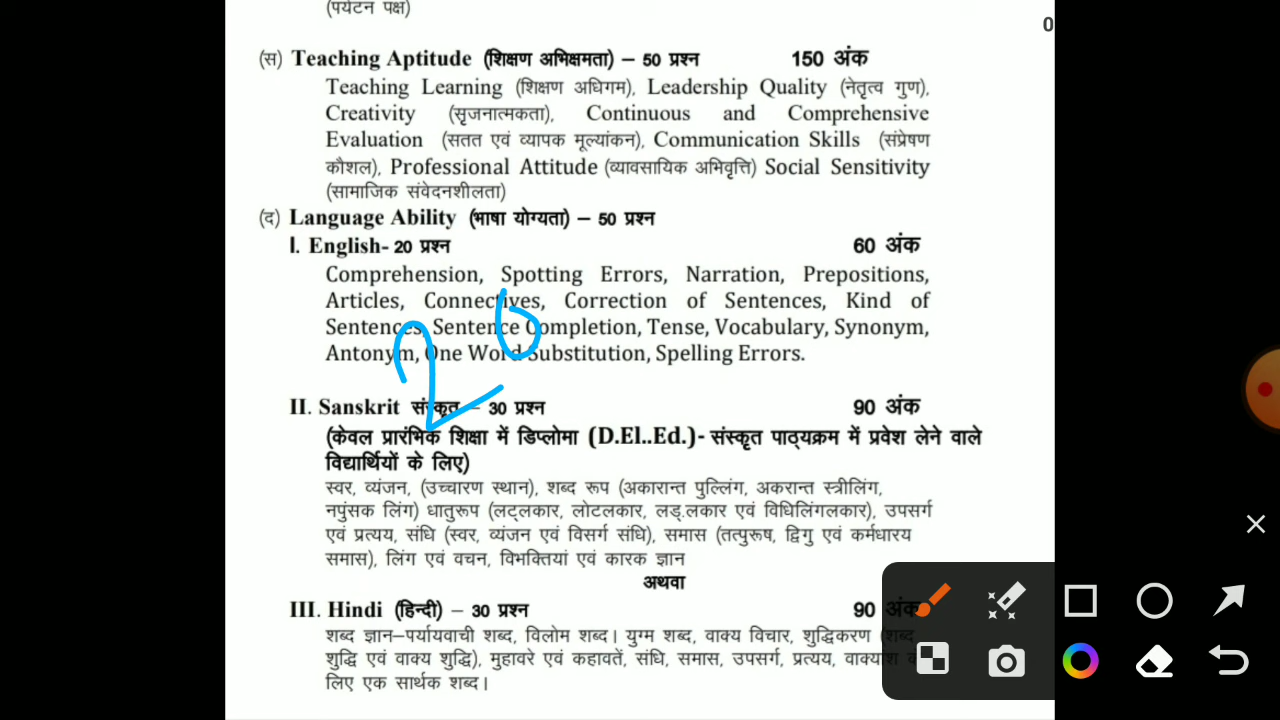 (पर्यटन पक्ष)
0
(स) Teaching Aptitude (शिक्षण अभिक्षमता) – 50 प्रश्न 150 अंक
Teaching Learning (शिक्षण अधिगम), Leadership Quality (नेतृत्व गुण),
Creativity (सृजनात्मकता), Continuous and Comprehensive
Evaluation (सतत एवं व्यापक मूल्यांकन), Communication Skills (संप्रेषण
कौशल), Professional Attitude (व्यावसायिक अभिवृत्ति) Social Sensitivity
(सामाजिक संवेदनशीलता)
(द) Language Ability (भाषा योग्यता) – 50 प्रश्न
I. English- 20 प्रश्न 60 अंक
Comprehension, Spotting Errors, Narration, Prepositions,
Articles, Connectives, Correction of Sentences, Kind of
Sentences, Sentence Completion, Tense, Vocabulary, Synonym,
Antonym, One Word Substitution, Spelling Errors.
20
II. Sanskrit संस्कृत – 30 प्रश्न 90 अंक
(केवल प्रारंभिक शिक्षा में डिप्लोमा (D.El..Ed.)- संस्कृत पाठ्यक्रम में प्रवेश लेने वाले
विद्यार्थियों के लिए)
स्वर, व्यंजन, (उच्चारण स्थान), शब्द रूप (अकारान्त पुल्लिंग, अकरान्त स्त्रीलिंग,
नपुंसक लिंग) धातुरूप (लट्लकार, लोटलकार, लड्.लकार एवं विधिलिंगलकार), उपसर्ग
एवं प्रत्यय, संधि (स्वर, व्यंजन एवं विसर्ग संधि), समास (तत्पुरूष, द्विगु एवं कर्मधारय
समास), लिंग एवं वचन, विभक्तियां एवं कारक ज्ञान
अथवा
III. Hindi (हिन्दी) – 30 प्रश्न 90 अंक
शब्द ज्ञान–पर्यायवाची शब्द, विलोम शब्द। युग्म शब्द, वाक्य विचार, शुद्धिकरण (शब्द
शुद्धि एवं वाक्य शुद्धि), मुहावरे एवं कहावतें, संधि, समास, उपसर्ग, प्रत्यय, वाक्यांश
लिए एक सार्थक शब्द।